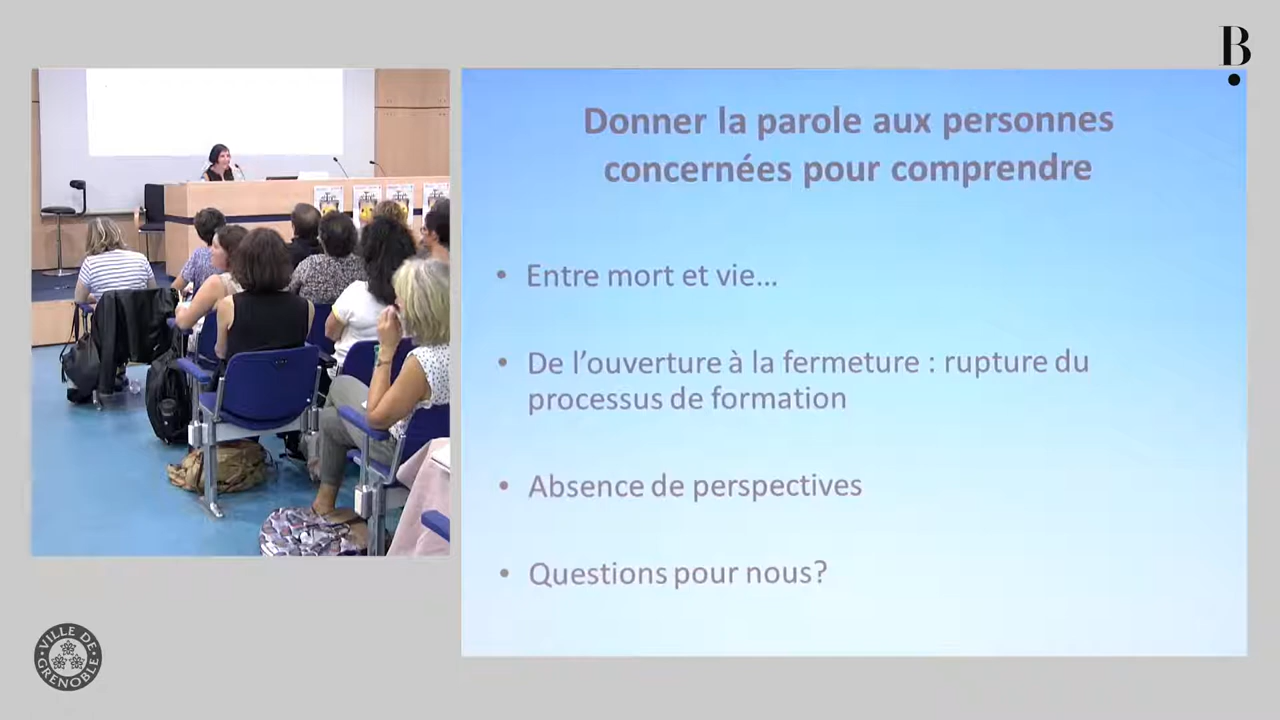 B
Donner la parole aux personnes
concernées pour comprendre
• Entre mort et vie...
• De l’ouverture à la fermeture : rupture du
processus de formation
• Absence de perspectives
• Questions pour nous?
VILLE DE
GRENOBLE